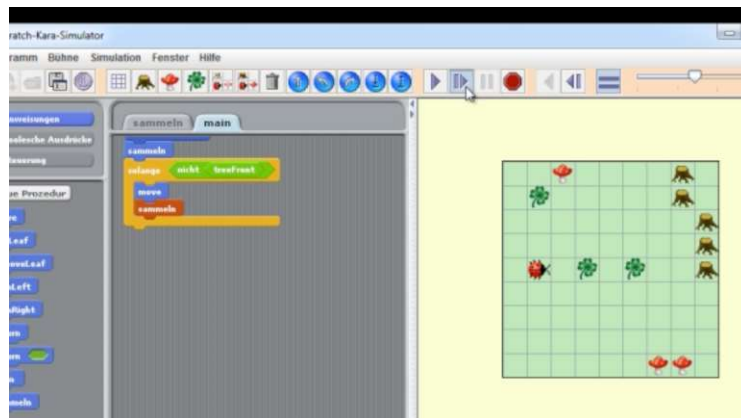 ratch-Kara-Simulator
ramm Bühne Simulation Fenster Hilfe
nweisungen
sammeln main
olesche Ausdrücke
sammeln
solange nicht treeFront
ue Prozedur
move
sammeln
Leaf
oveLeaf
nLeft
nRight
meln